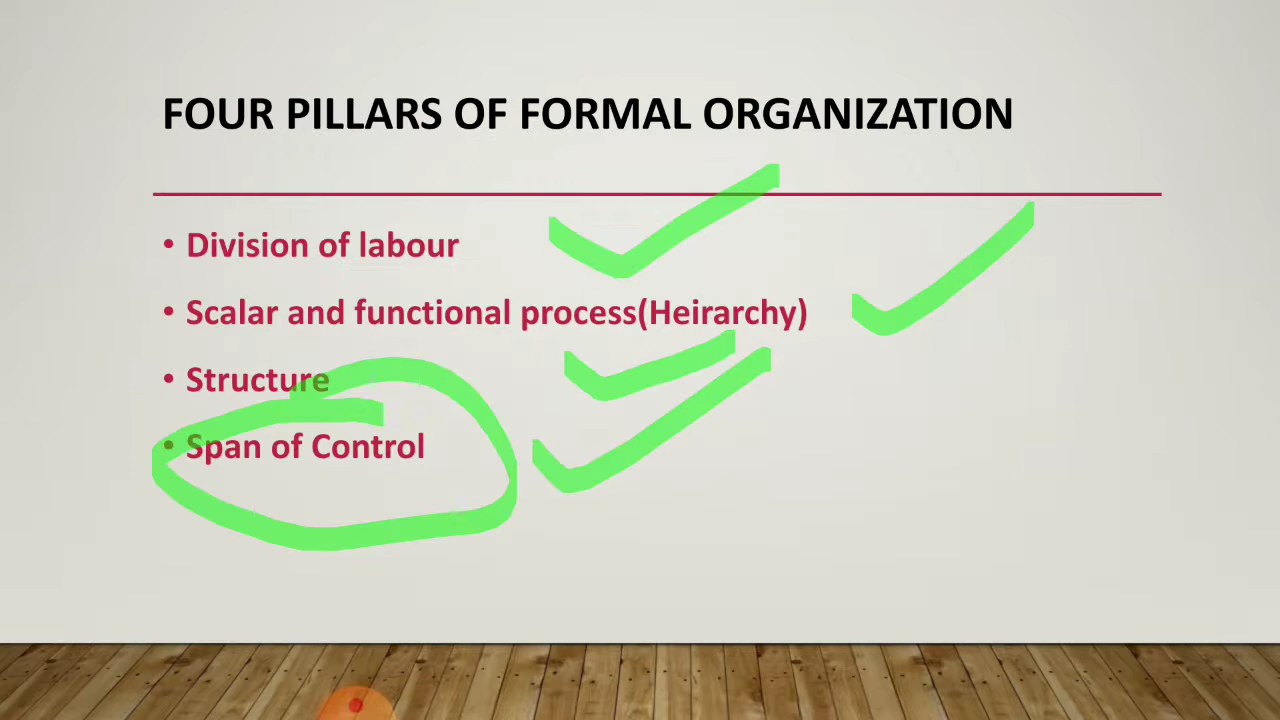 FOUR PILLARS OF FORMAL ORGANIZATION
• Division of labour
• Scalar and functional process(Heirarchy)
• Structure
• Span of Control